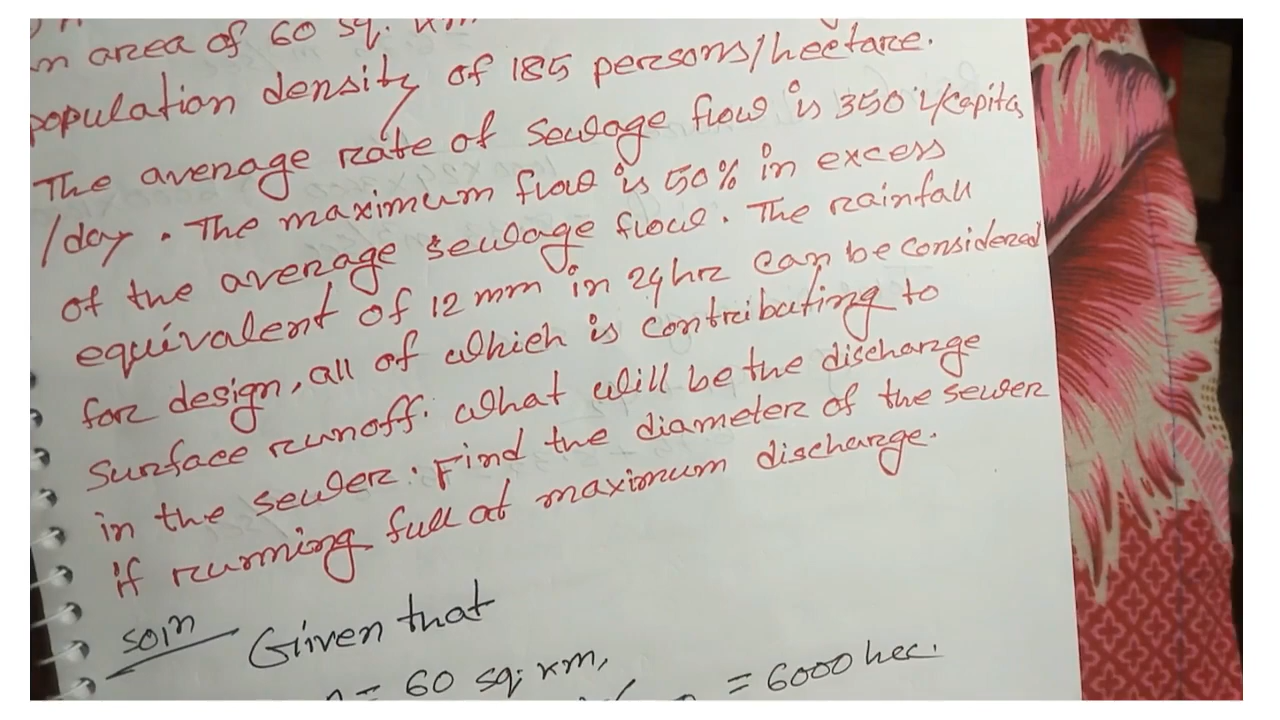 area of 60 sq. km
population density of 185 persons/hectare.
The average rate of sewage flow is 350 L/Capita
/day. The maximum flow is 50% in excess
of the average sewage flow. The rainfall
equivalent of 12 mm in 24 hr can be considered
for design, all of which is contributing to
Surface runoff. What will be the discharge
in the sewer. Find the diameter of the sewer
if running full at maximum discharge.
Soln Given that
= 60 sq. km, = 6000 hec.